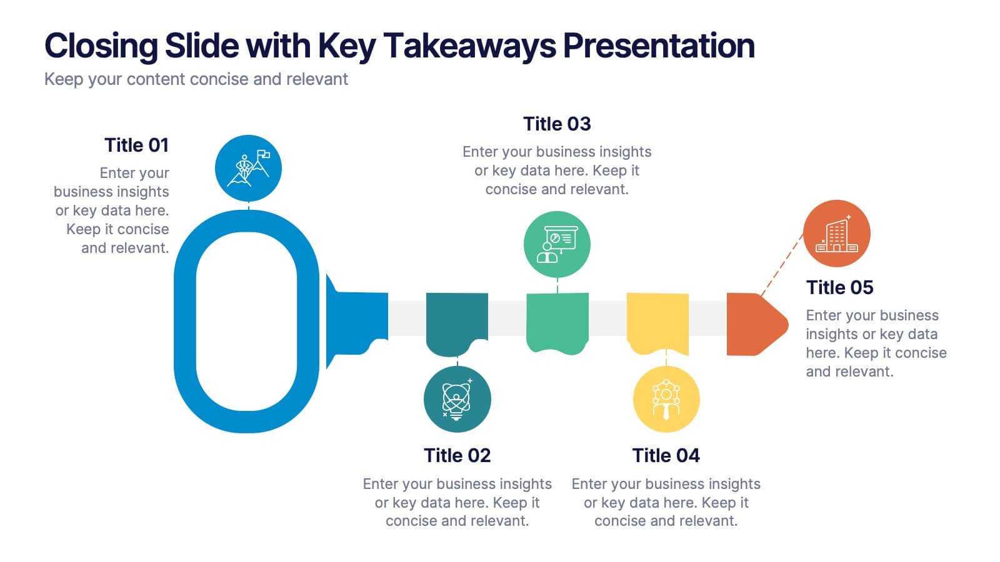 Closing Slide with Key Takeaways Presentation
Keep your content concise and relevant
Title 01
Enter your
business insights
or key data here.
Keep it concise
and relevant.
Title 02
Enter your business insights
or key data here. Keep it
concise and relevant.
Title 03
Enter your business insights
or key data here. Keep it
concise and relevant.
Title 04
Enter your business insights
or key data here. Keep it
concise and relevant.
Title 05
Enter your business
insights or key data
here. Keep it concise
and relevant.